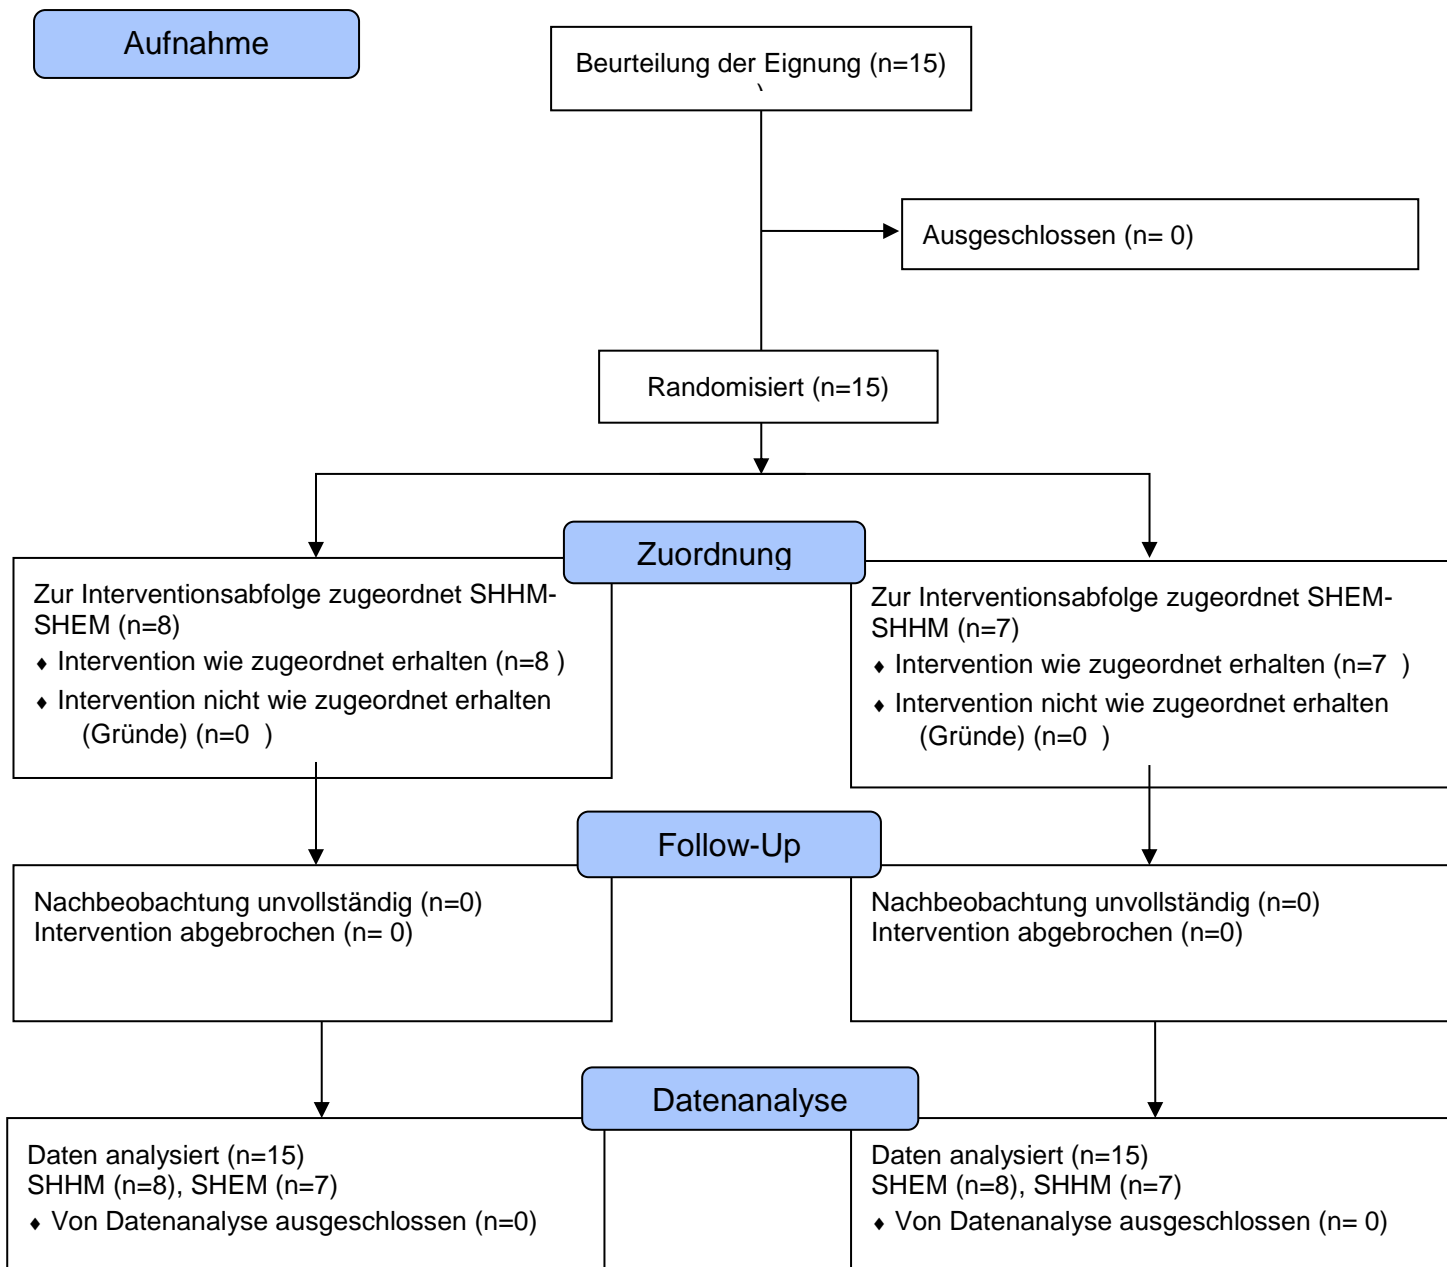 Aufnahme
Beurteilung der Eignung (n=15)
Ausgeschlossen (n= 0)
Randomisiert (n=15)
Zuordnung
Zur Interventionsabfolge zugeordnet SHHM-
SHEM (n=8)
♦ Intervention wie zugeordnet erhalten (n=8 )
♦ Intervention nicht wie zugeordnet erhalten
(Gründe) (n=0 )
Zur Interventionsabfolge zugeordnet SHEM-
SHHM (n=7)
♦ Intervention wie zugeordnet erhalten (n=7 )
♦ Intervention nicht wie zugeordnet erhalten
(Gründe) (n=0 )
Follow-Up
Nachbeobachtung unvollständig (n=0)
Intervention abgebrochen (n= 0)
Nachbeobachtung unvollständig (n=0)
Intervention abgebrochen (n=0)
Datenanalyse
Daten analysiert (n=15)
SHHM (n=8), SHEM (n=7)
♦ Von Datenanalyse ausgeschlossen (n=0)
Daten analysiert (n=15)
SHEM (n=8), SHHM (n=7)
♦ Von Datenanalyse ausgeschlossen (n= 0)